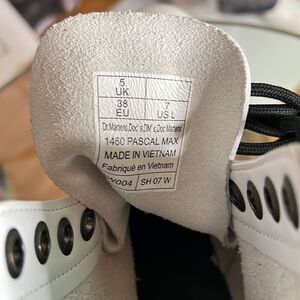 5
UK
38 7
EU US L
Dr.Martens,Doc's,DM's,Doc Martens
1460 PASCAL MAX
MADE IN VIETNAM
Fabriqué en Vietnam
W004 SH 07 W